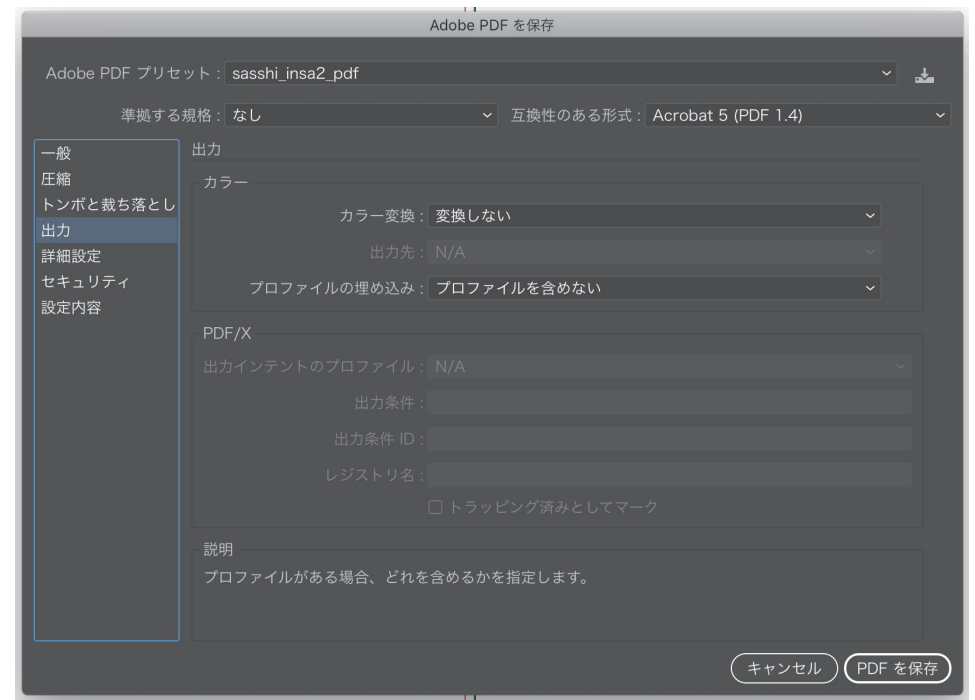 Adobe PDF を保存
Adobe PDF プリセット : sasshi_insa2_pdf
準拠する規格 : なし 互換性のある形式 : Acrobat 5 (PDF 1.4)
一般
圧縮
トンボと裁ち落とし
出力
詳細設定
セキュリティ
設定内容
出力
カラー
カラー変換 : 変換しない
出力先 : N/A
プロファイルの埋め込み : プロファイルを含めない
PDF/X
出力インテントのプロファイル : N/A
出力条件 :
出力条件 ID :
レジストリ名 :
トラッピング済みとしてマーク
説明
プロファイルがある場合、どれを含めるかを指定します。
キャンセル PDF を保存